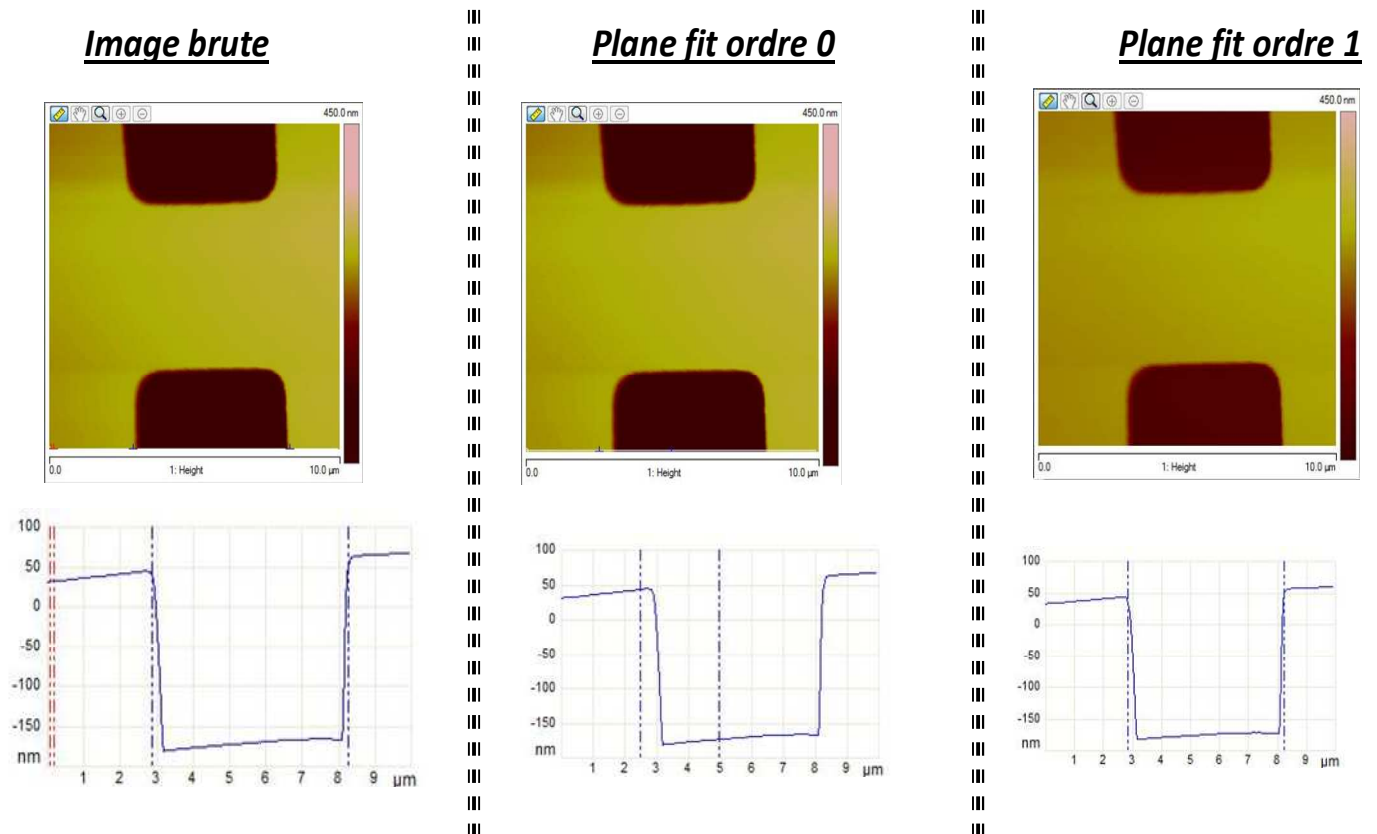 Image brute
450.0 nm
0.0 1: Height 10.0 µm
100
50
0
-50
-100
-150
nm
1 2 3 4 5 6 7 8 9 µm
Plane fit ordre 0
450.0 nm
0.0 1: Height 10.0 µm
100
50
0
-50
-100
-150
nm
1 2 3 4 5 6 7 8 9 µm
Plane fit ordre 1
450.0 nm
0.0 1: Height 10.0 µm
100
50
0
-50
-100
-150
nm
1 2 3 4 5 6 7 8 9 µm